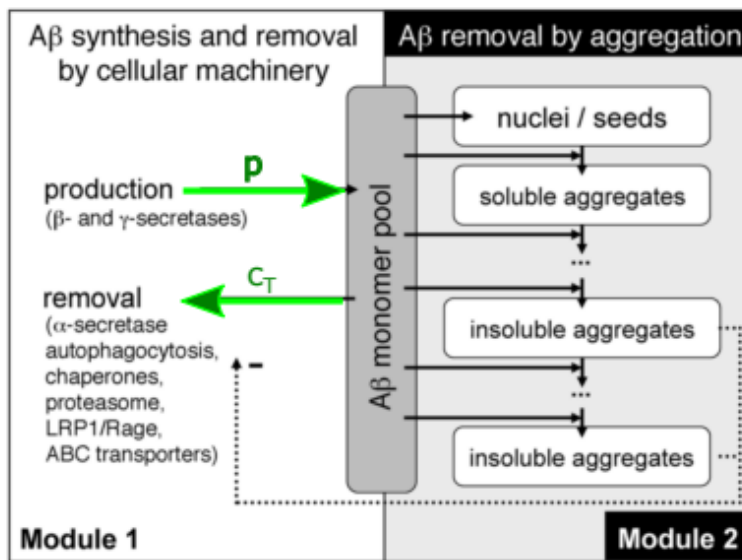 Aβ synthesis and removal
by cellular machinery
Aβ removal by aggregation
p
production
(β- and γ-secretases)
C_T
removal
(α-secretase
autophagocytosis,
chaperones,
proteasome,
LRP1/Rage,
ABC transporters)
–
Aβ monomer pool
nuclei / seeds
soluble aggregates
...
insoluble aggregates
...
insoluble aggregates
Module 1
Module 2